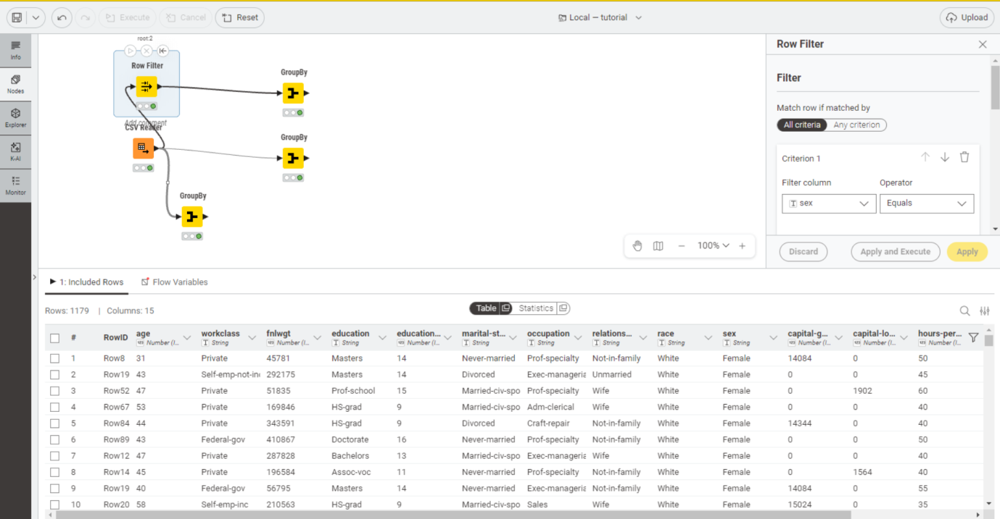 Execute Cancel Reset Local — tutorial Upload
Info
Nodes
Explorer
K-AI
Monitor
root:2
Row Filter
Add comment
CSV Reader
GroupBy
GroupBy
GroupBy
100%
Row Filter
Filter
Match row if matched by
All criteria Any criterion
Criterion 1
Filter column Operator
T sex Equals
Discard Apply and Execute Apply
1: Included Rows Flow Variables
Rows: 1179 | Columns: 15
Table Statistics
# RowID age workclass fnlwgt education education... marital-st... occupation relations... race sex capital-g... capital-lo... hours-per...
Number (I... String Number (I... String Number (I... String String String String String Number (I... Number (I... Number (I...
1 Row8 31 Private 45781 Masters 14 Never-married Prof-specialty Not-in-family White Female 14084 0 50
2 Row19 43 Self-emp-not-inc 292175 Masters 14 Divorced Exec-manageria Unmarried White Female 0 0 45
3 Row52 47 Private 51835 Prof-school 15 Married-civ-spo Prof-specialty Wife White Female 0 1902 60
4 Row67 53 Private 169846 HS-grad 9 Married-civ-spo Adm-clerical Wife White Female 0 0 40
5 Row84 44 Private 343591 HS-grad 9 Divorced Craft-repair Not-in-family White Female 14344 0 40
6 Row89 43 Federal-gov 410867 Doctorate 16 Never-married Prof-specialty Not-in-family White Female 0 0 50
7 Row12 47 Private 287828 Bachelors 13 Married-civ-spo Exec-manageria Wife White Female 0 0 40
8 Row14 45 Private 196584 Assoc-voc 11 Never-married Prof-specialty Not-in-family White Female 0 1564 40
9 Row19 40 Federal-gov 56795 Masters 14 Never-married Exec-manageria Not-in-family White Female 14084 0 55
10 Row20 58 Self-emp-inc 210563 HS-grad 9 Married-civ-spo Sales Wife White Female 15024 0 35